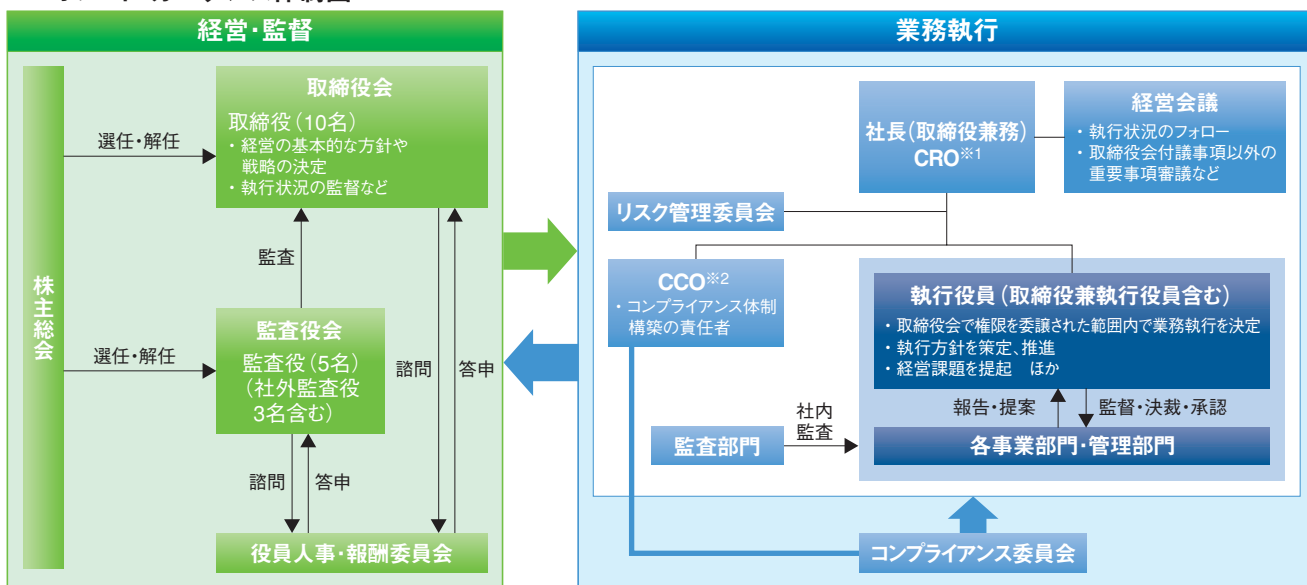 経営・監督
株主総会
選任・解任
取締役会
取締役（10名）
・経営の基本的な方針や
戦略の決定
・執行状況の監督など
監査
選任・解任
監査役会
監査役（5名）
（社外監査役
3名含む）
諮問
答申
諮問
答申
役員人事・報酬委員会
業務執行
社長（取締役兼務）
CRO※1
経営会議
・執行状況のフォロー
・取締役会付議事項以外の
重要事項審議など
リスク管理委員会
CCO※2
・コンプライアンス体制
構築の責任者
執行役員（取締役兼執行役員含む）
・取締役会で権限を委譲された範囲内で業務執行を決定
・執行方針を策定、推進
・経営課題を提起　ほか
報告・提案
監督・決裁・承認
監査部門
社内
監査
各事業部門・管理部門
コンプライアンス委員会